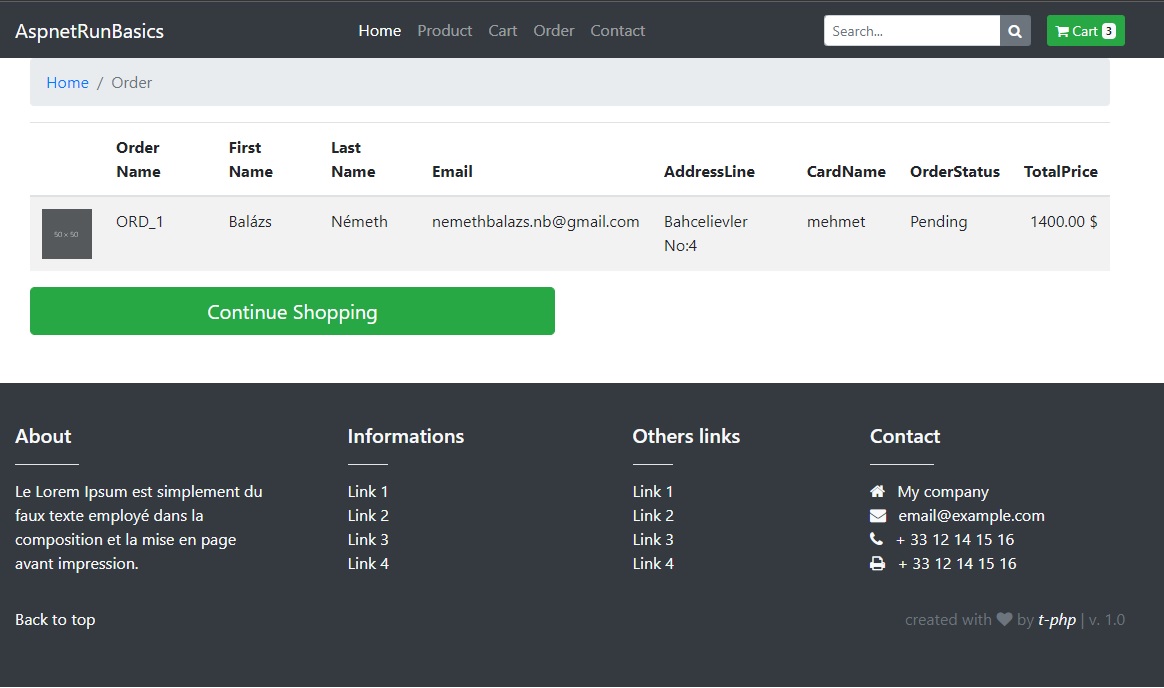 AspnetRunBasics Home Product Cart Order Contact Search... Cart 3
Home / Order
Order Name First Name Last Name Email AddressLine CardName OrderStatus TotalPrice
50 × 50 ORD_1 Balázs Németh nemethbalazs.nb@gmail.com Bahcelievler No:4 mehmet Pending 1400.00 $
Continue Shopping
About
Le Lorem Ipsum est simplement du
faux texte employé dans la
composition et la mise en page
avant impression.
Informations
Link 1
Link 2
Link 3
Link 4
Others links
Link 1
Link 2
Link 3
Link 4
Contact
My company
email@example.com
+ 33 12 14 15 16
+ 33 12 14 15 16
Back to top
created with by t-php | v. 1.0